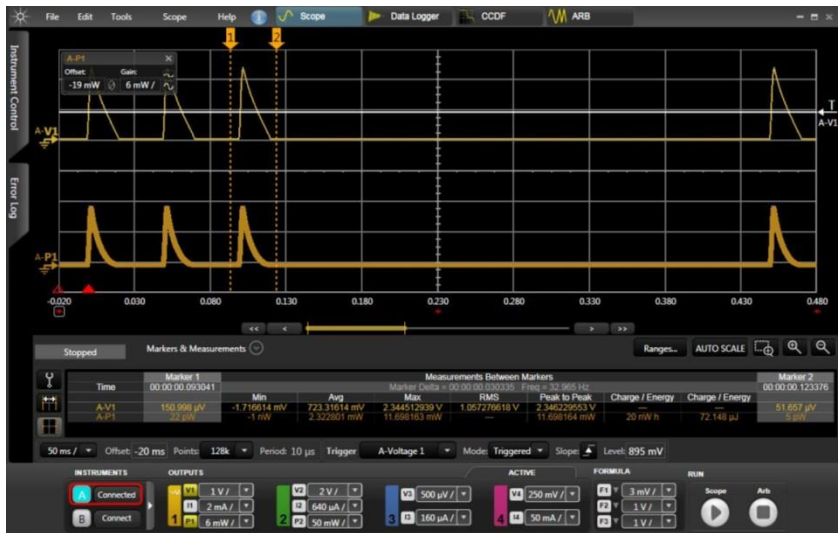 File Edit Tools Scope Help i Scope Data Logger CCDF ARB
Instrument Control
Error Log
1 2
A-P1
Offset: Gain:
-19 mW 6 mW /
A-V1
T
A-V1
A-P1
-0.020 0.030 0.080 0.130 0.180 0.230 0.280 0.330 0.380 0.430 0.480
<< < > >>
Stopped Markers & Measurements Ranges... AUTO SCALE
Marker 1 Measurements Between Markers Marker 2
Time 00:00:00.093041 Marker Delta = 00:00:00.030335 Freq = 32.965 Hz 00:00:00.123376
Min Avg Max RMS Peak to Peak Charge / Energy Charge / Energy
A-V1 150.998 µV -1.716614 mV 723.31614 mV 2.344512939 V 1.057276618 V 2.346229553 V --- --- 51.657 µV
A-P1 22 pW -1 nW 2.322801 mW 11.698163 mW --- 11.698164 mW 20 nW h 72.148 µJ 5 pW
50 ms / Offset: -20 ms Points: 128k Period: 10 µs Trigger A-Voltage 1 Mode: Triggered Slope: Level: 895 mV
INSTRUMENTS OUTPUTS ACTIVE FORMULA RUN
A Connected
B Connect
1 V1 1 V /
I1 2 mA /
P1 6 mW /
2 V2 2 V /
I2 640 µA /
P2 50 mW /
3 V3 500 µV /
I3 160 µA /
4 V4 250 mV /
I4 50 mA /
F1 3 mV /
F2 1 V /
F3 1 V /
Scope Arb